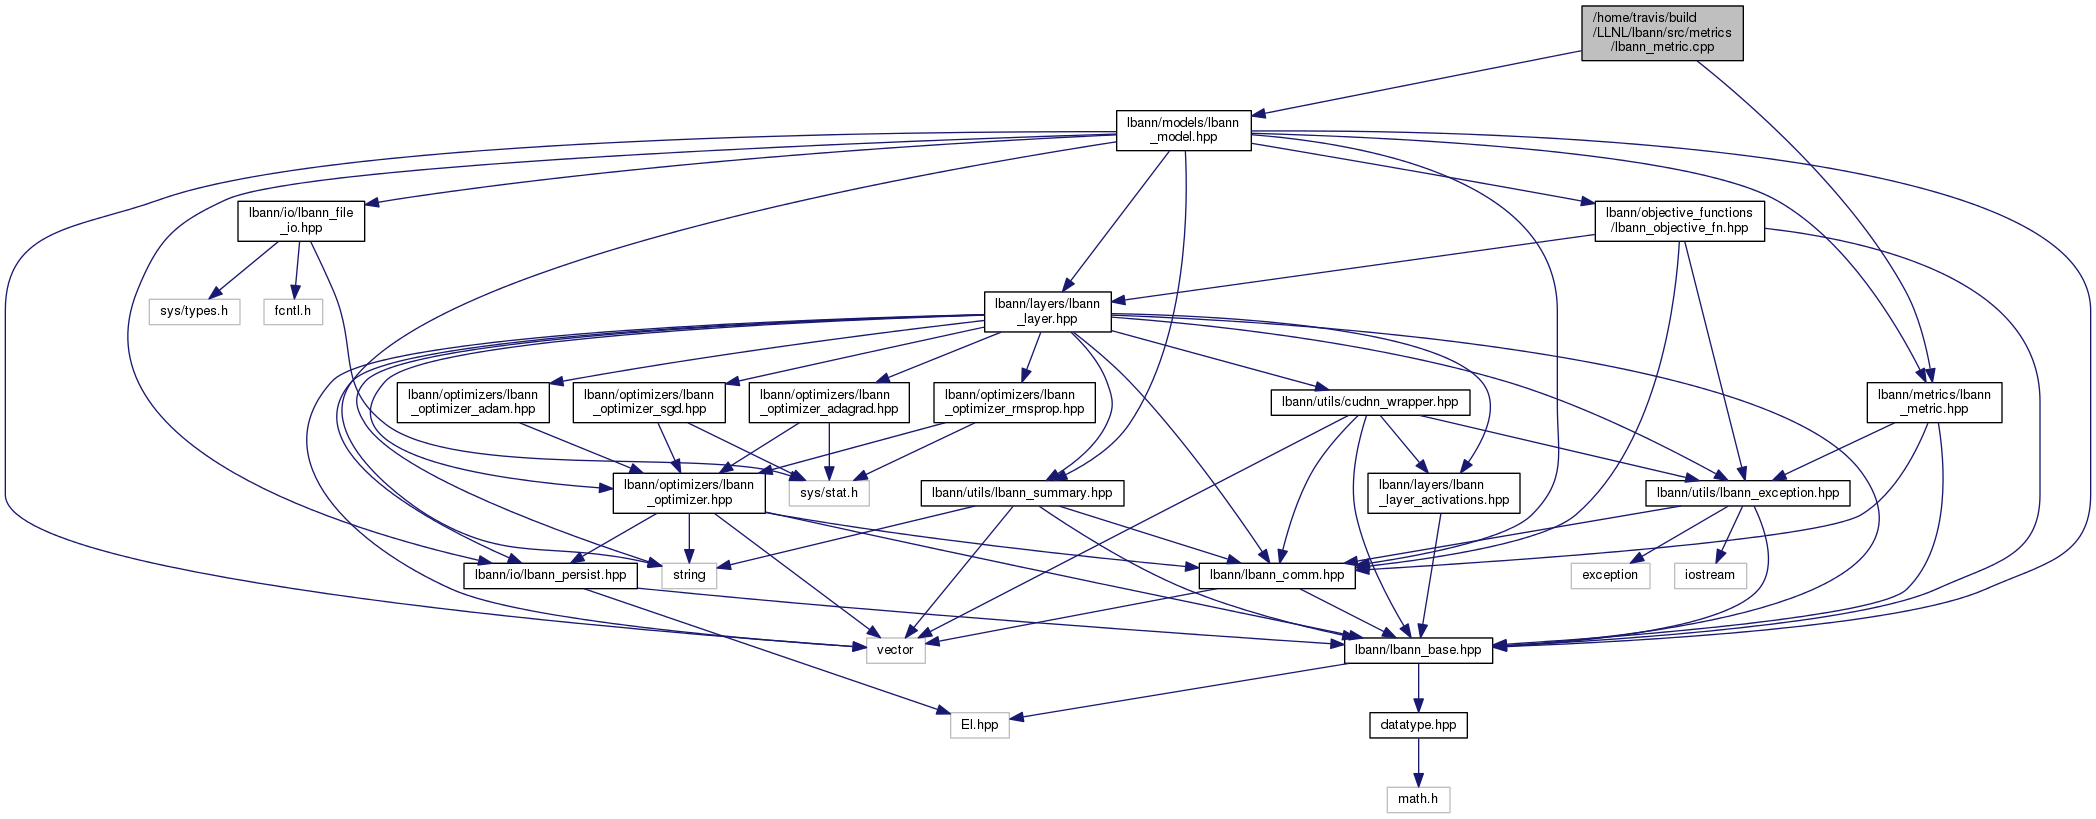 /home/travis/build
/LLNL/lbann/src/metrics
/lbann_metric.cpp
lbann/models/lbann
_model.hpp
lbann/io/lbann_file
_io.hpp
lbann/objective_functions
/lbann_objective_fn.hpp
sys/types.h
fcntl.h
lbann/layers/lbann
_layer.hpp
lbann/optimizers/lbann
_optimizer_adam.hpp
lbann/optimizers/lbann
_optimizer_sgd.hpp
lbann/optimizers/lbann
_optimizer_adagrad.hpp
lbann/optimizers/lbann
_optimizer_rmsprop.hpp
lbann/utils/cudnn_wrapper.hpp
lbann/metrics/lbann
_metric.hpp
lbann/optimizers/lbann
_optimizer.hpp
sys/stat.h
lbann/utils/lbann_summary.hpp
lbann/layers/lbann
_layer_activations.hpp
lbann/utils/lbann_exception.hpp
lbann/io/lbann_persist.hpp
string
lbann/lbann_comm.hpp
exception
iostream
vector
lbann/lbann_base.hpp
El.hpp
datatype.hpp
math.h